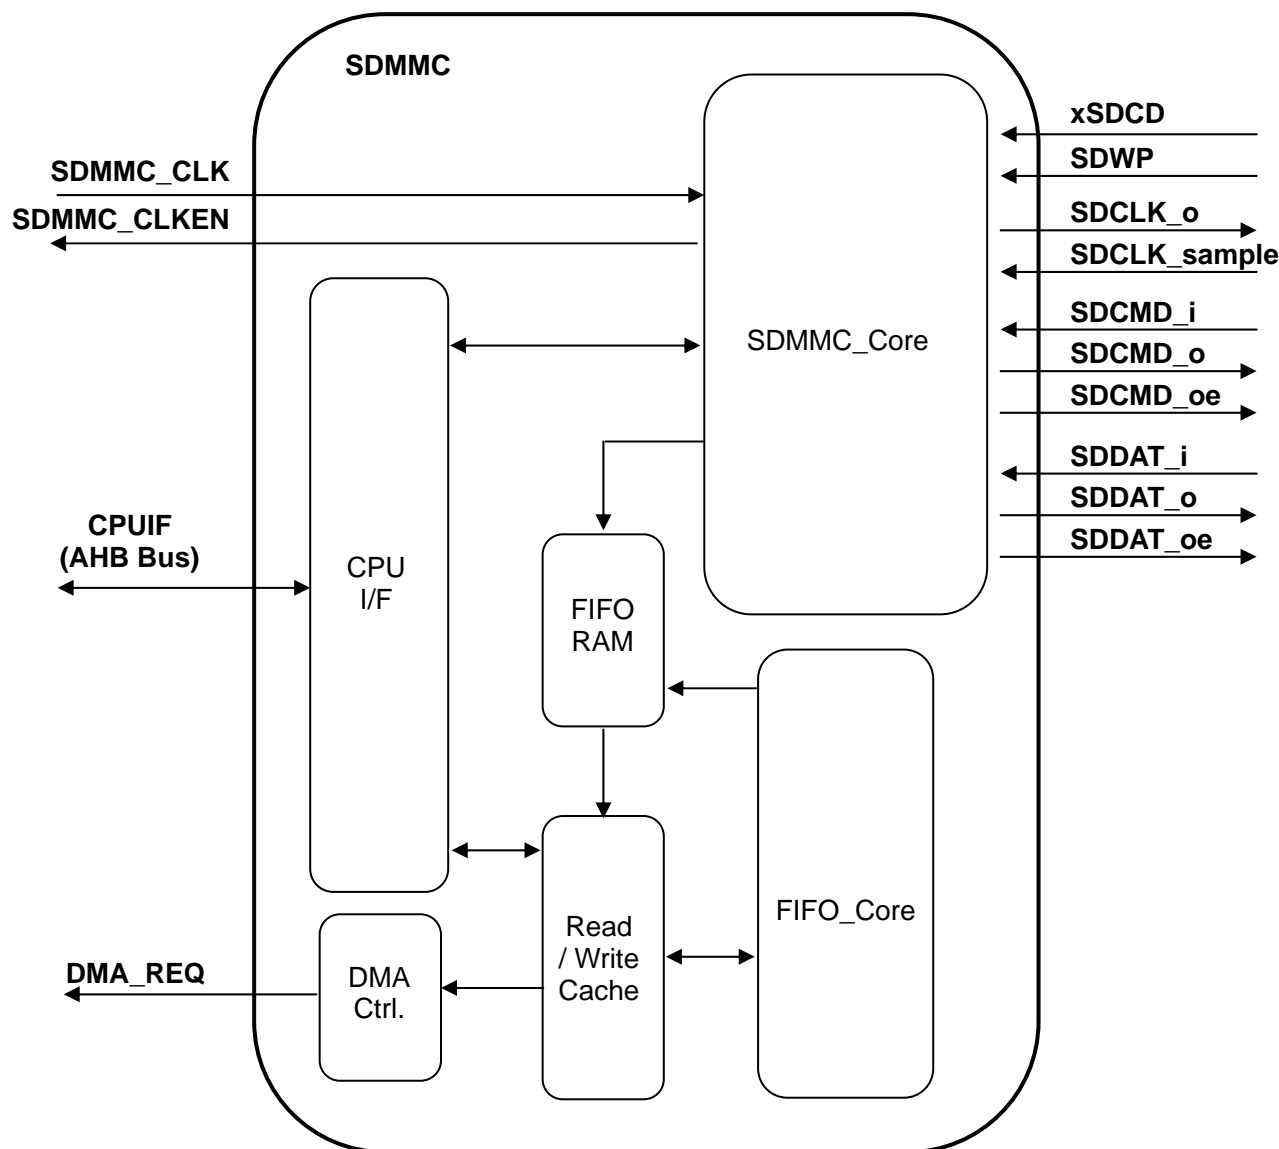 SDMMC
xSDCD
SDWP
SDMMC_CLK
SDMMC_CLKEN
SDCLK_o
SDCLK_sample
SDCMD_i
SDMMC_Core
SDCMD_o
SDCMD_oe
SDDAT_i
SDDAT_o
SDDAT_oe
CPUIF
(AHB Bus)
CPU
I/F
FIFO
RAM
FIFO_Core
Read
/ Write
Cache
DMA_REQ
DMA
Ctrl.